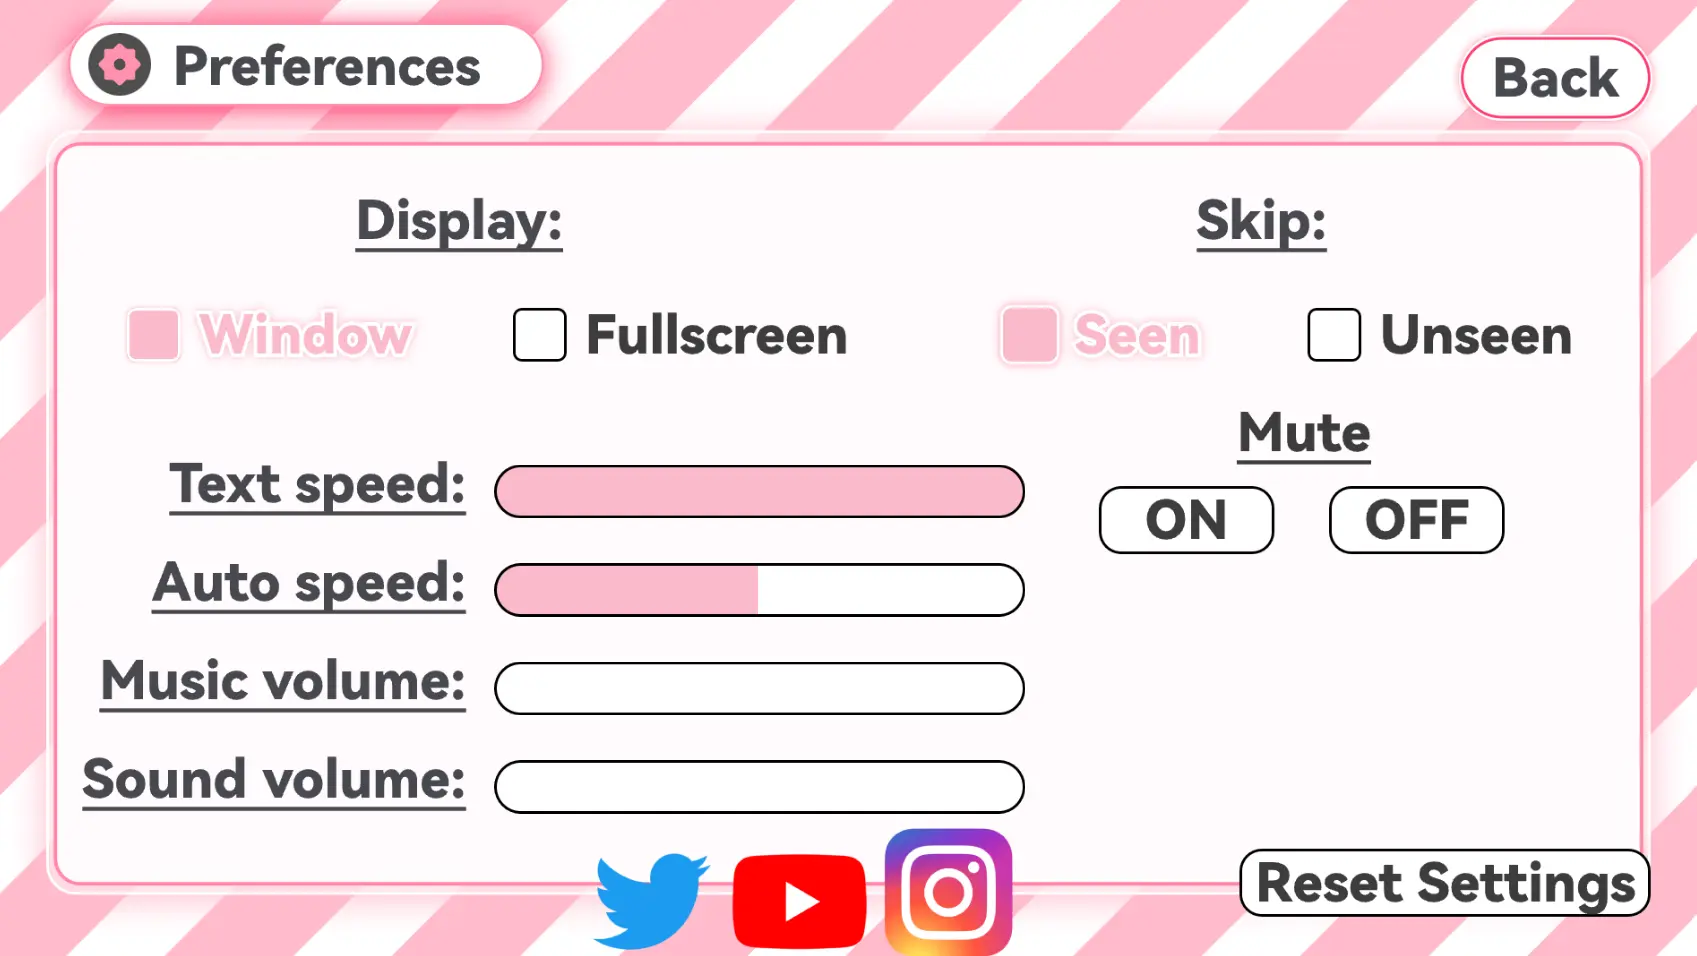 Preferences
Back
Display:
Skip:
Window
Fullscreen
Seen
Unseen
Mute
Text speed:
ON
OFF
Auto speed:
Music volume:
Sound volume:
Reset Settings